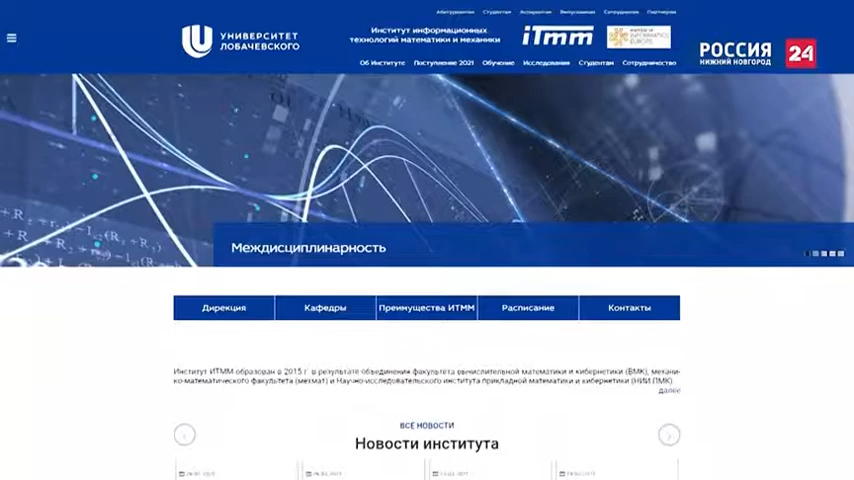 Абитуриентам Студентам Аспирантам Выпускникам Сотрудникам Партнерам
УНИВЕРСИТЕТ
ЛОБАЧЕВСКОГО
Институт информационных
технологий математики и механики
iTmm
INFORMATICS
EUROPE
Об Институте Поступление 2021 Обучение Исследования Студентам Сотрудничество
РОССИЯ
НИЖНИЙ НОВГОРОД
24
Междисциплинарность
Дирекция Кафедры Преимущества ИТММ Расписание Контакты
Институт ИТММ образован в 2015 г. в результате объединения факультета вычислительной математики и кибернетики (ВМК), механи-
ко-математического факультета (мехмат) и Научно-исследовательского института прикладной математики и кибернетики (НИИ ПМК).
далее
ВСЕ НОВОСТИ
Новости института